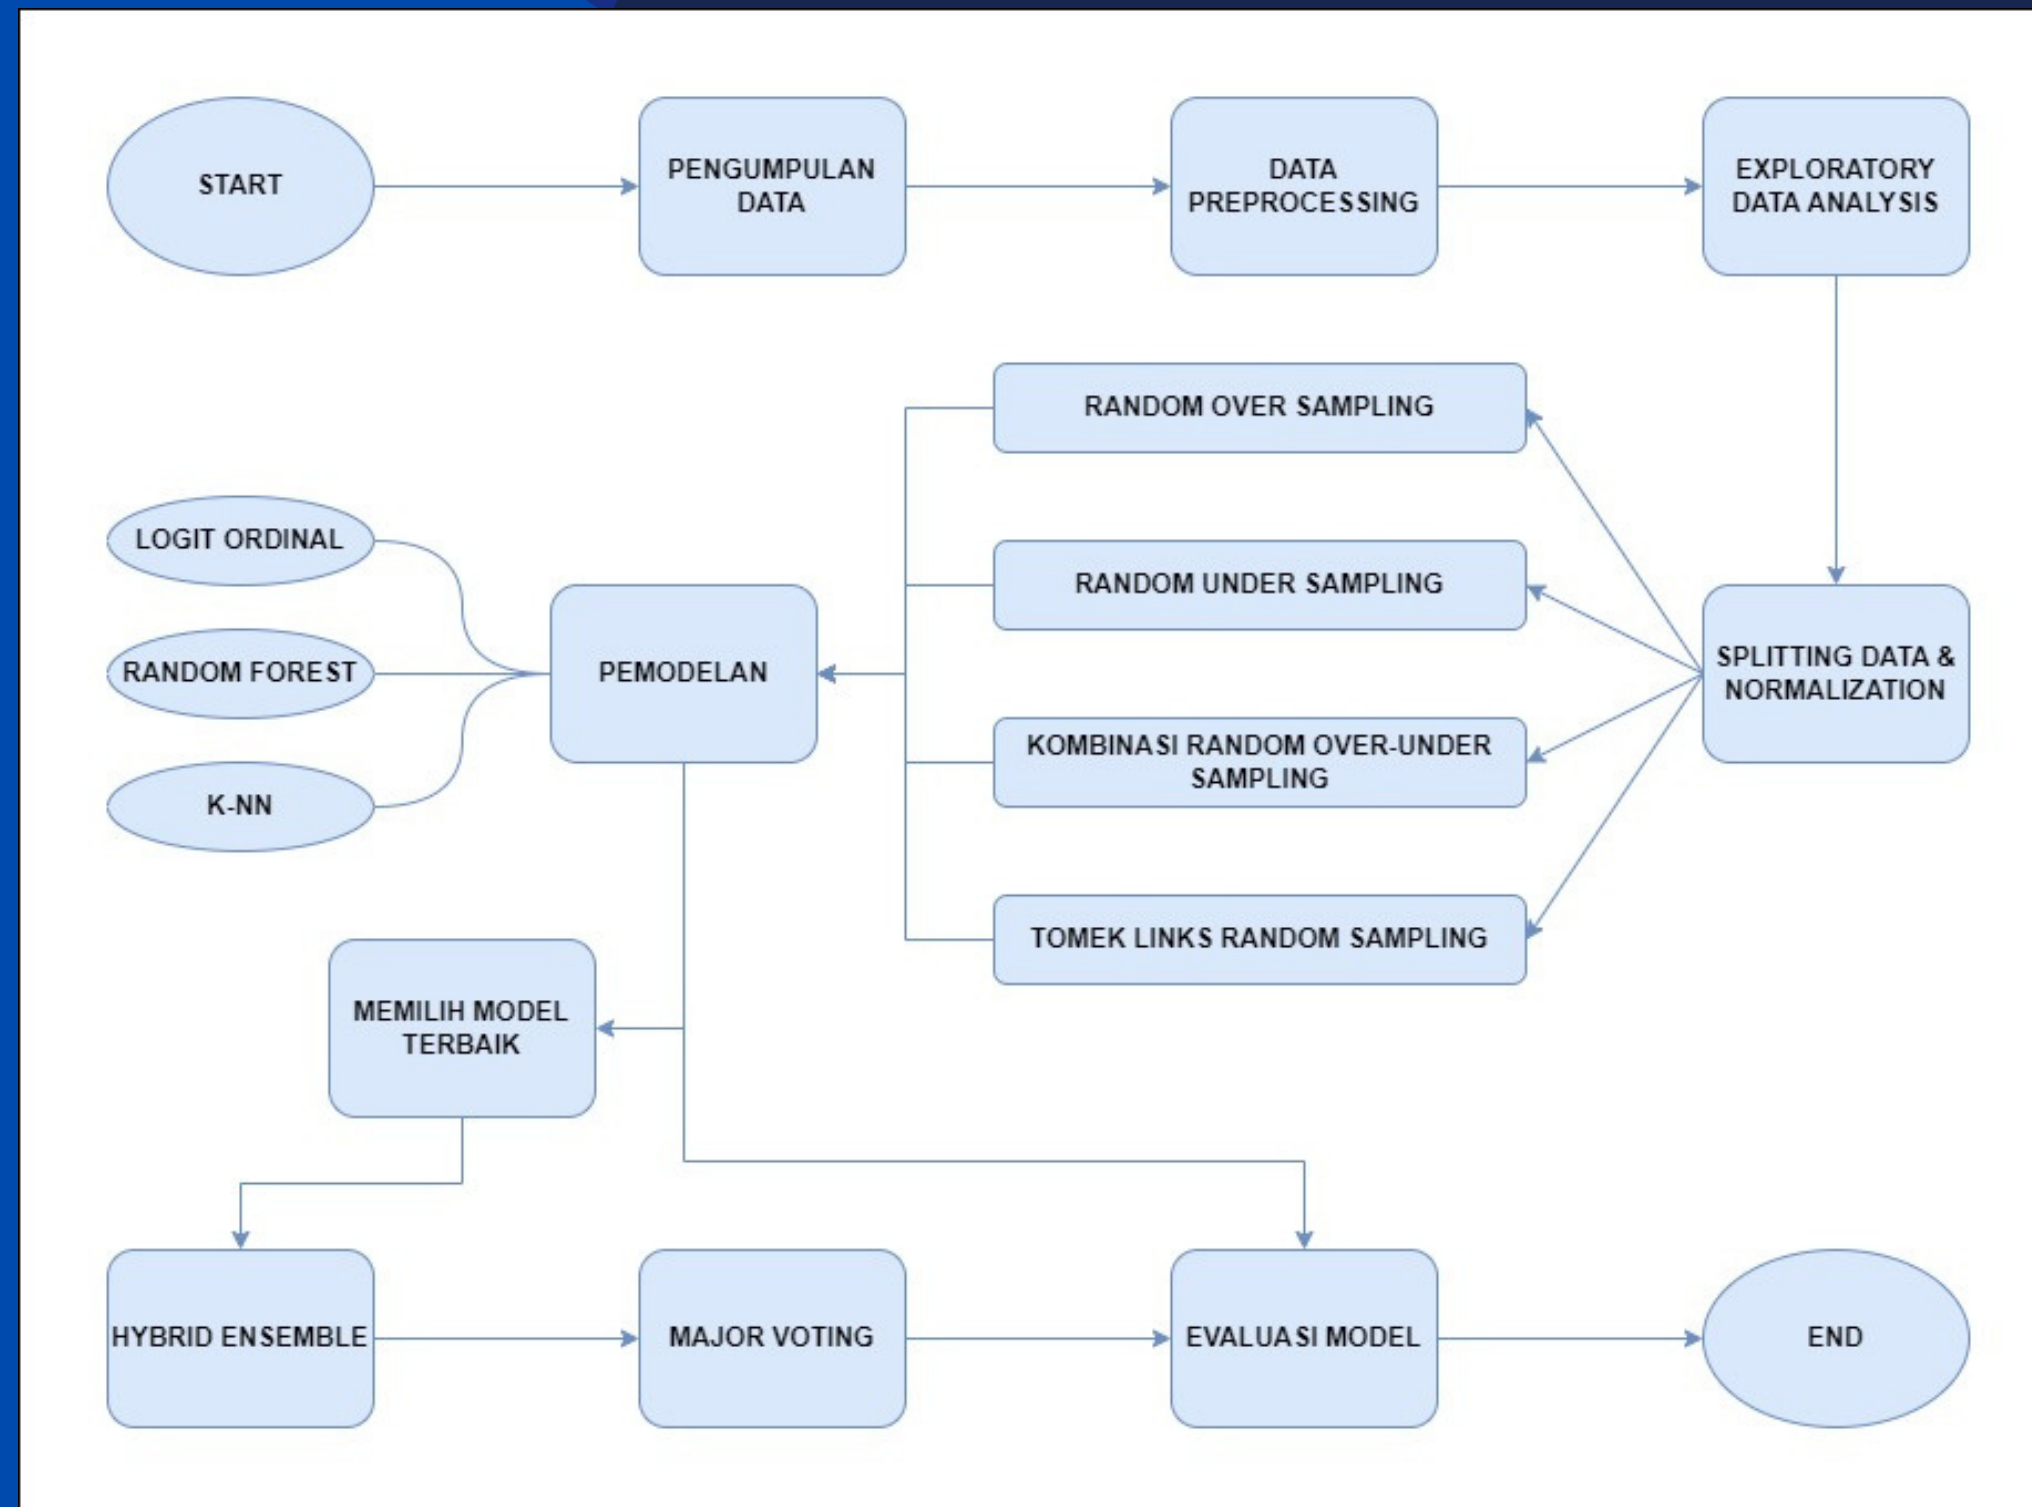 START
PENGUMPULAN
DATA
DATA
PREPROCESSING
EXPLORATORY
DATA ANALYSIS
SPLITTING DATA &
NORMALIZATION
RANDOM OVER SAMPLING
RANDOM UNDER SAMPLING
KOMBINASI RANDOM OVER-UNDER
SAMPLING
TOMEK LINKS RANDOM SAMPLING
PEMODELAN
LOGIT ORDINAL
RANDOM FOREST
K-NN
MEMILIH MODEL
TERBAIK
HYBRID ENSEMBLE
MAJOR VOTING
EVALUASI MODEL
END